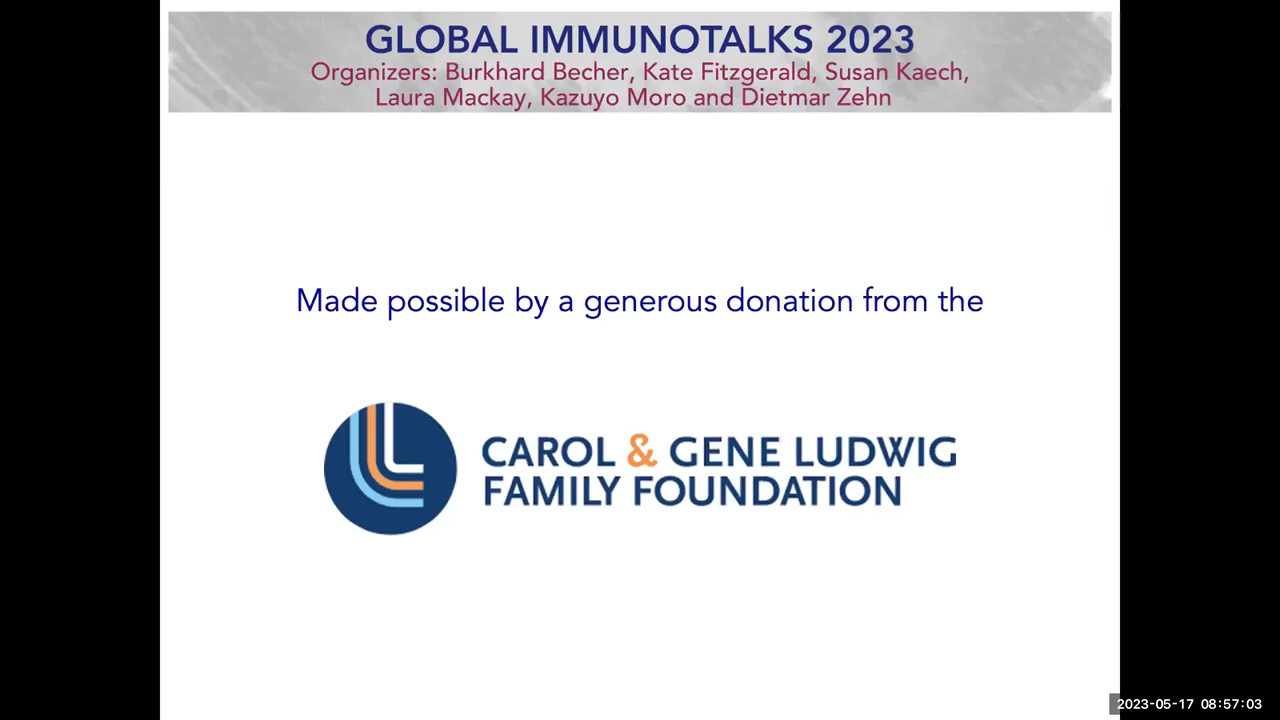 GLOBAL IMMUNOTALKS 2023
Organizers: Burkhard Becher, Kate Fitzgerald, Susan Kaech,
Laura Mackay, Kazuyo Moro and Dietmar Zehn
Made possible by a generous donation from the
CAROL & GENE LUDWIG
FAMILY FOUNDATION
2023-05-17 08:57:03